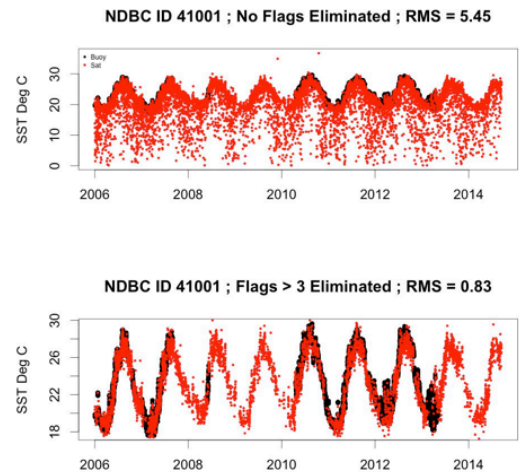 NDBC ID 41001 ; No Flags Eliminated ; RMS = 5.45
Buoy
Sat
SST Deg C
30
20
10
0
2006 2008 2010 2012 2014
NDBC ID 41001 ; Flags > 3 Eliminated ; RMS = 0.83
SST Deg C
30
26
22
18
2006 2008 2010 2012 2014